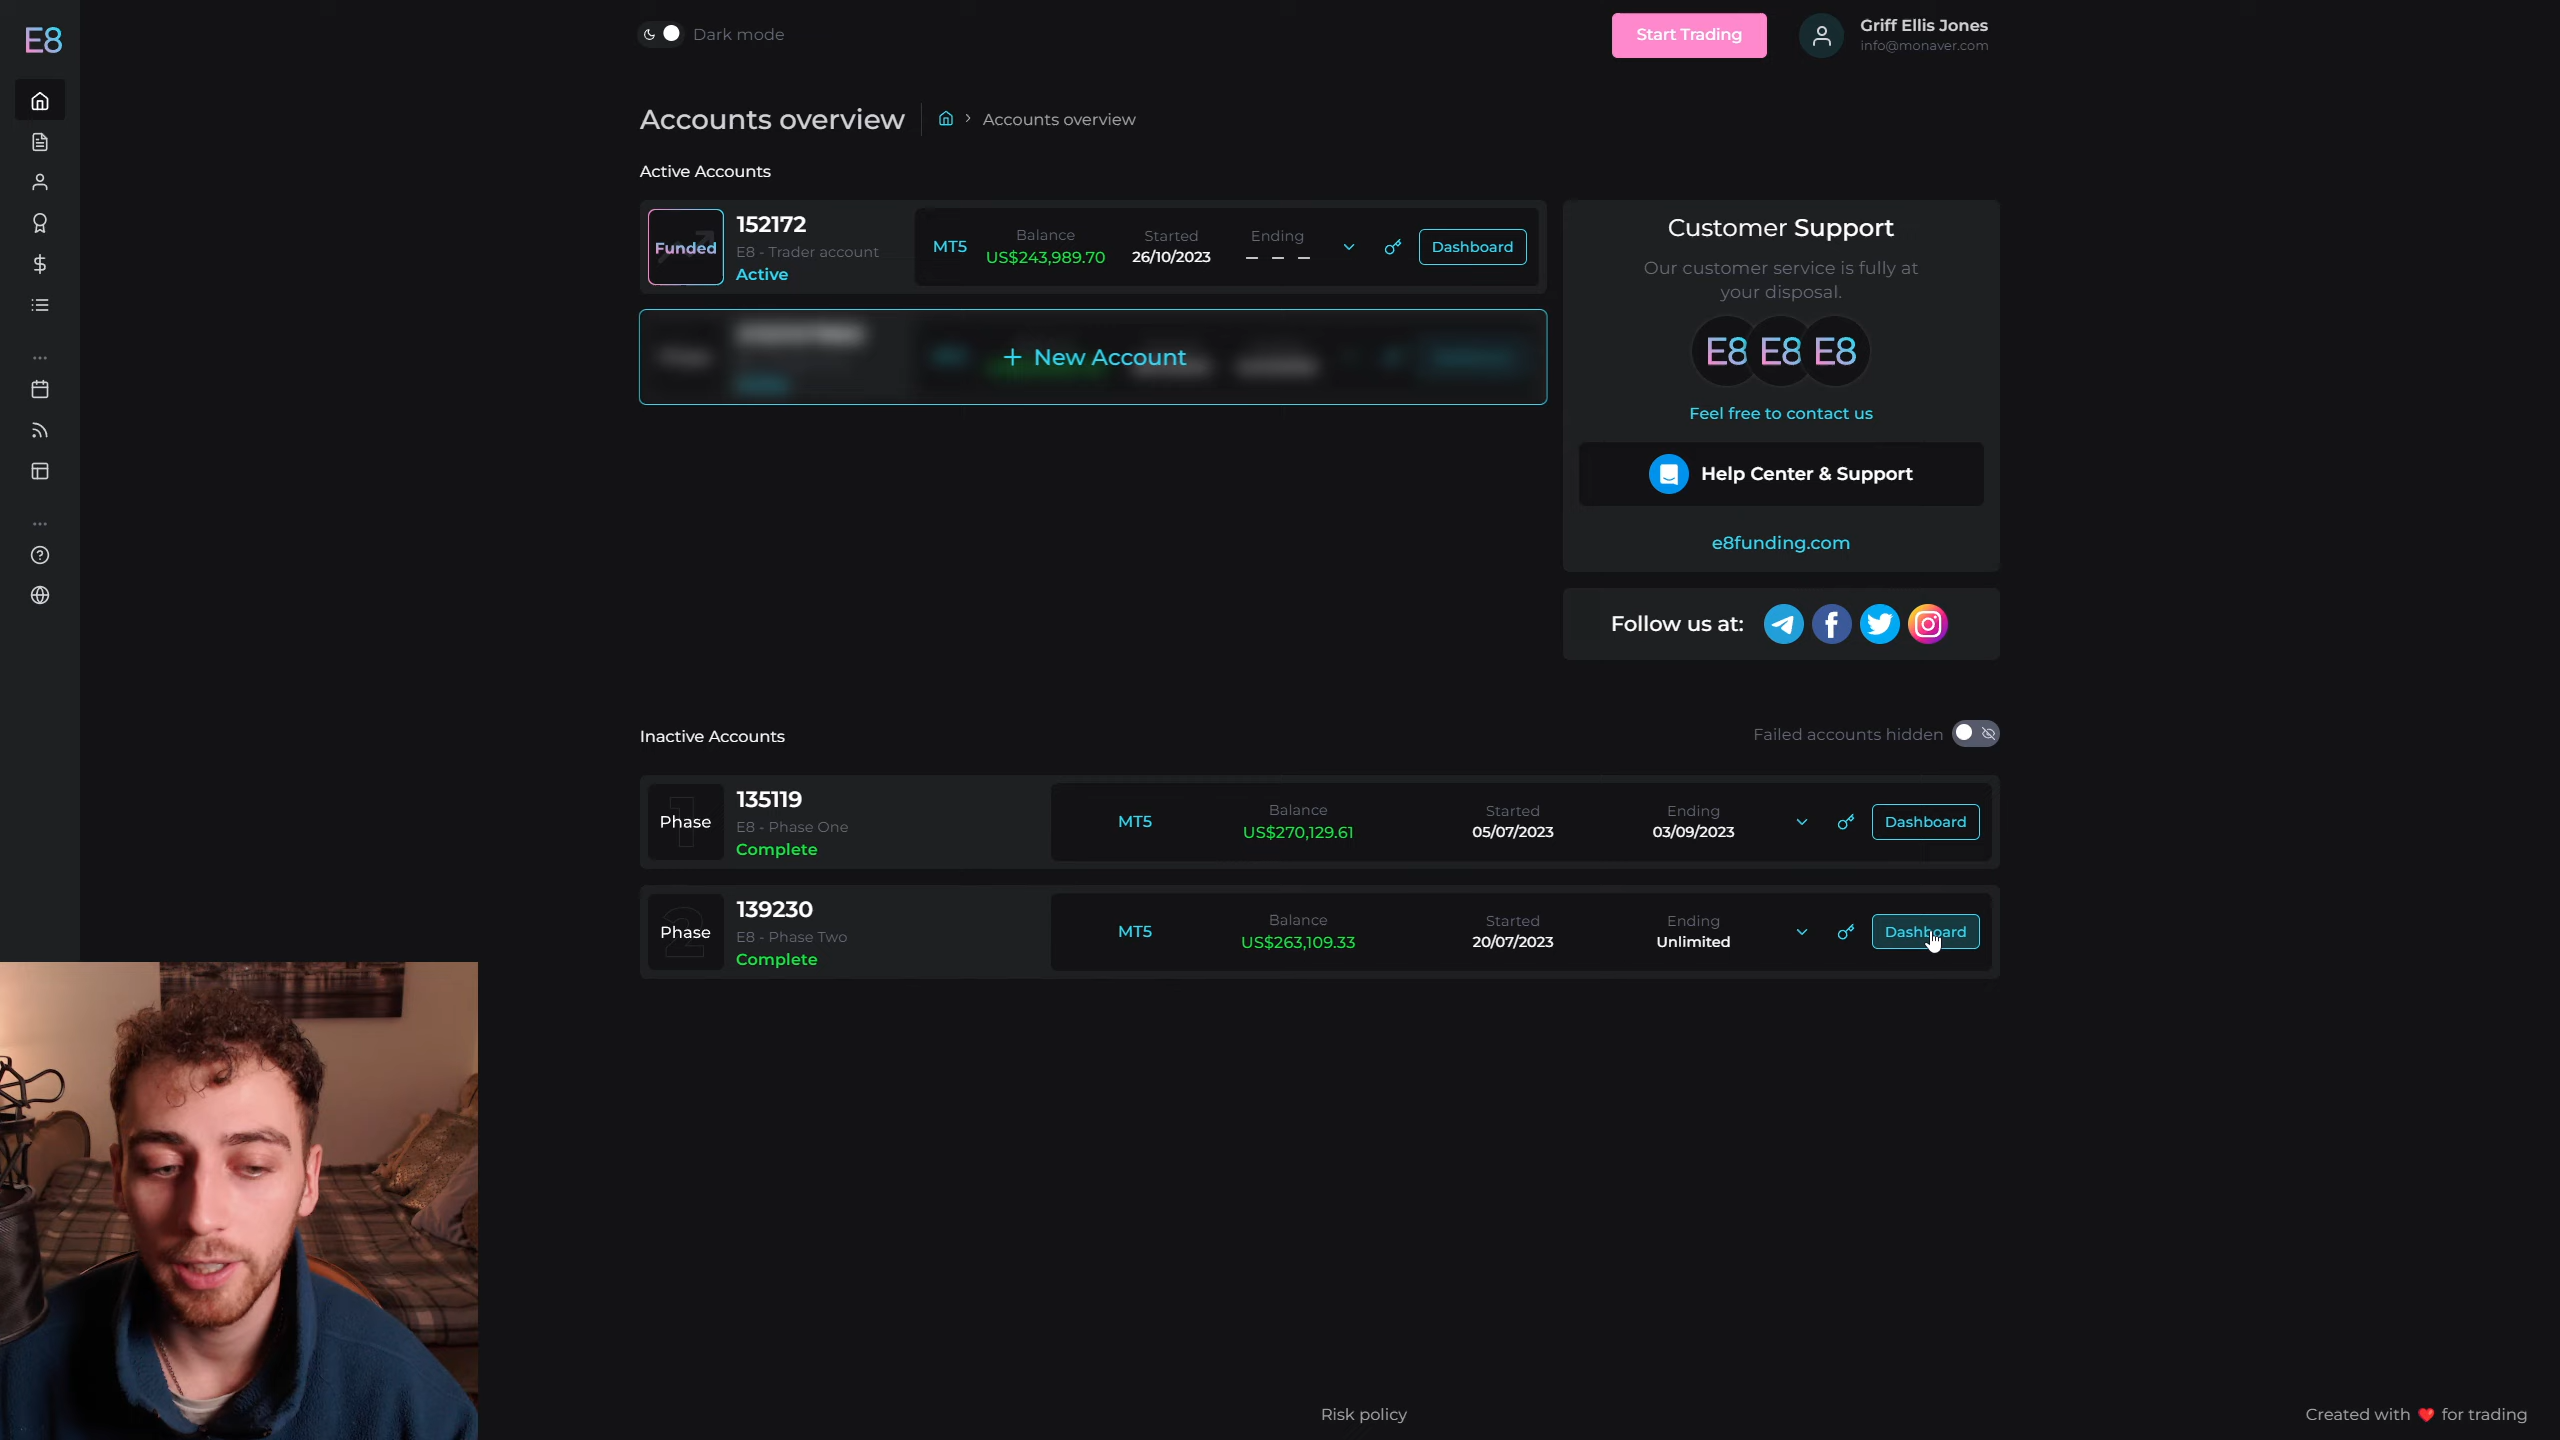 E8
Dark mode
Start Trading
Griff Ellis Jones
info@monaver.com
Accounts overview
Accounts overview
Active Accounts
Funded
152172
E8 - Trader account
Active
MT5
Balance
US$243,989.70
Started
26/10/2023
Ending
– – –
Dashboard
Phase
+ New Account
Customer Support
Our customer service is fully at
your disposal.
E8 E8 E8
Feel free to contact us
Help Center & Support
e8funding.com
Follow us at:
Inactive Accounts
Failed accounts hidden
1
Phase
135119
E8 - Phase One
Complete
MT5
Balance
US$270,129.61
Started
05/07/2023
Ending
03/09/2023
Dashboard
2
Phase
139230
E8 - Phase Two
Complete
MT5
Balance
US$263,109.33
Started
20/07/2023
Ending
Unlimited
Dashboard
Risk policy
Created with ❤️ for trading